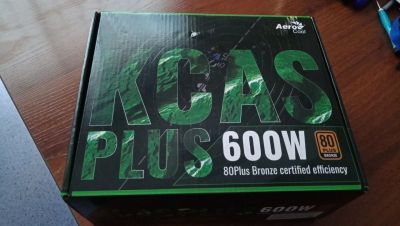 Aero
Cool
KCAS
PLUS 600W
80
PLUS
BRONZE
80Plus Bronze certified efficiency
600W